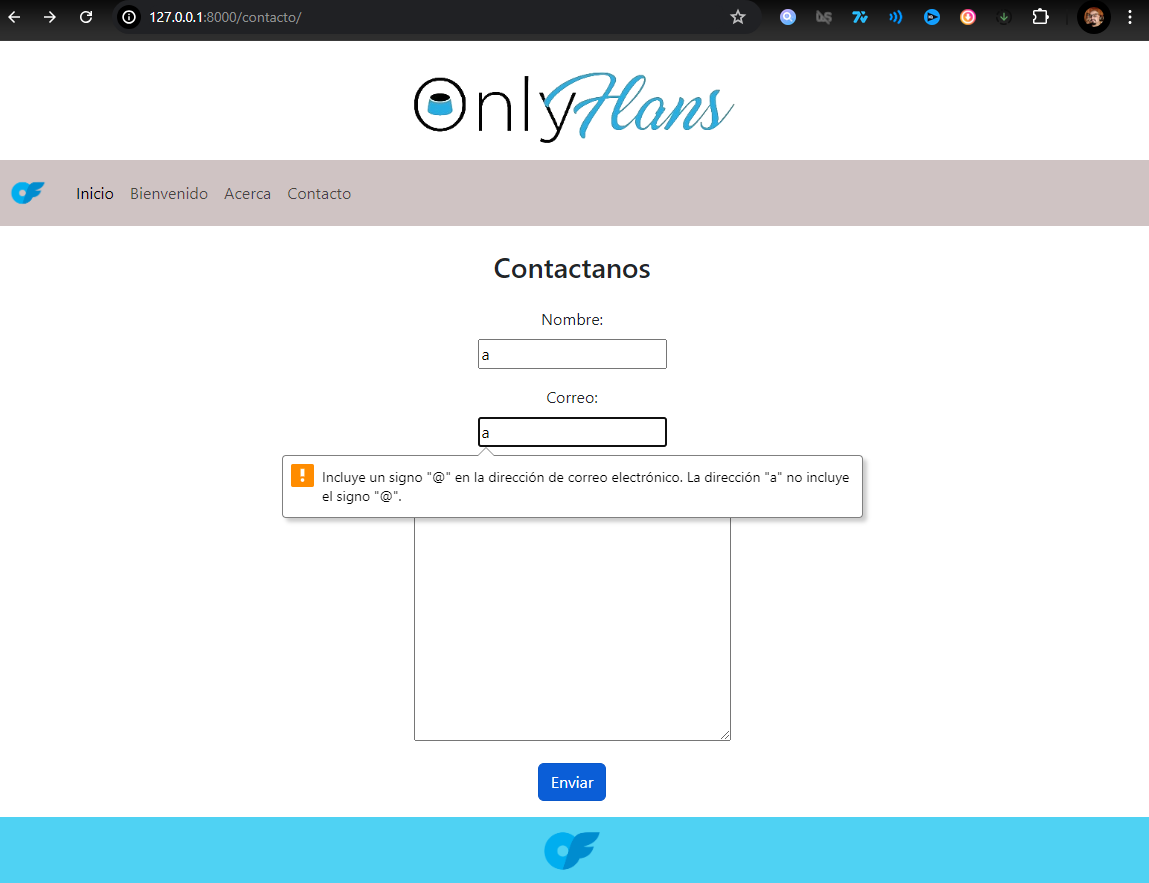 127.0.0.1:8000/contacto/
OnlyFlans
Inicio Bienvenido Acerca Contacto
Contactanos
Nombre:
a
Correo:
a
Incluye un signo "@" en la dirección de correo electrónico. La dirección "a" no incluye
el signo "@".
Enviar